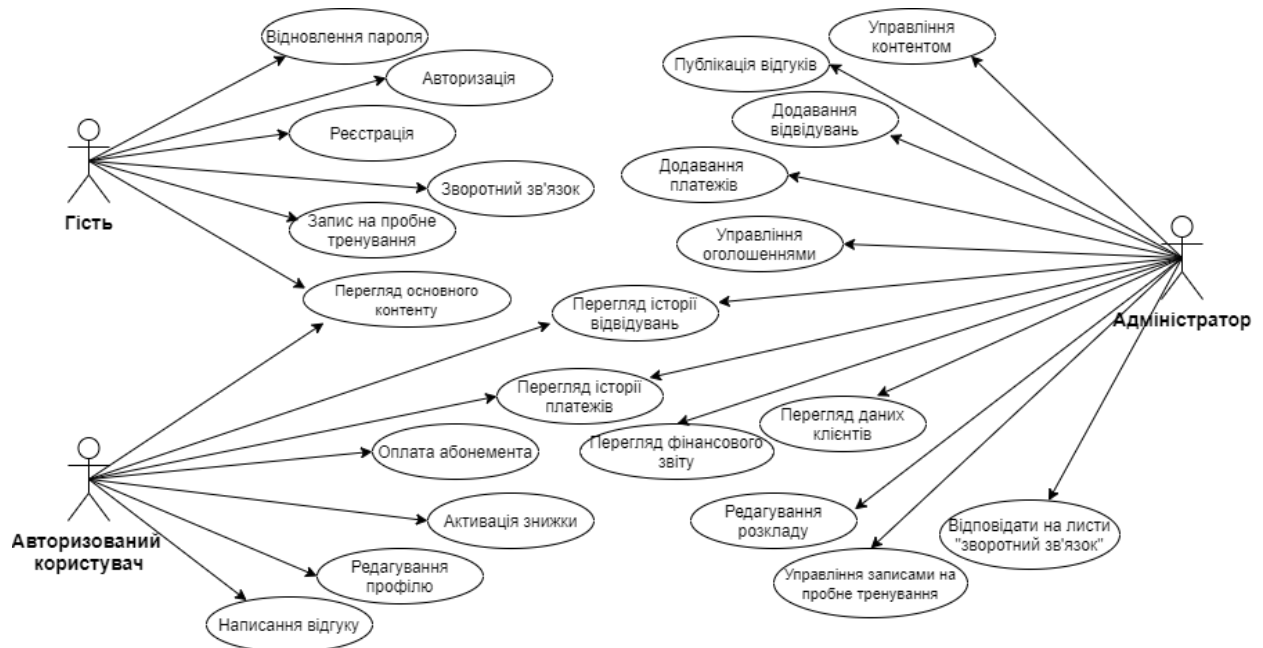 Відновлення пароля
Авторизація
Реєстрація
Зворотний зв'язок
Запис на пробне
тренування
Перегляд основного
контенту
Гість
Управління
контентом
Публікація відгуків
Додавання
відвідувань
Додавання
платежів
Управління
оголошеннями
Перегляд історії
відвідувань
Адміністратор
Перегляд історії
платежів
Перегляд даних
клієнтів
Оплата абонемента
Перегляд фінансового
звіту
Активація знижки
Редагування
розкладу
Відповідати на листи
"зворотний зв'язок"
Авторизований
користувач
Редагування
профілю
Управління записами на
пробне тренування
Написання відгуку